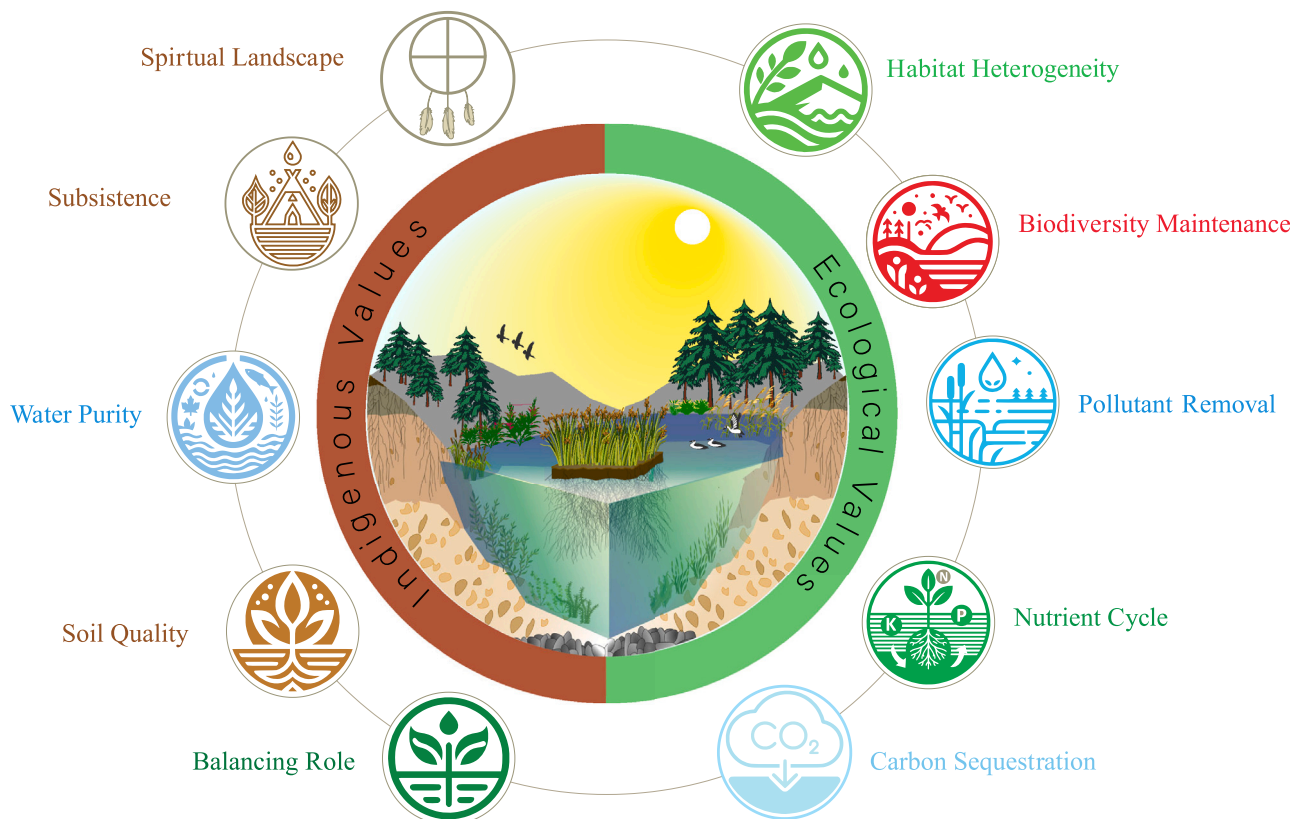 Spirtual Landscape
Subsistence
Water Purity
Soil Quality
Balancing Role
Indigenous Values
Ecological Values
Habitat Heterogeneity
Biodiversity Maintenance
Pollutant Removal
Nutrient Cycle
N
K
P
Carbon Sequestration
CO₂